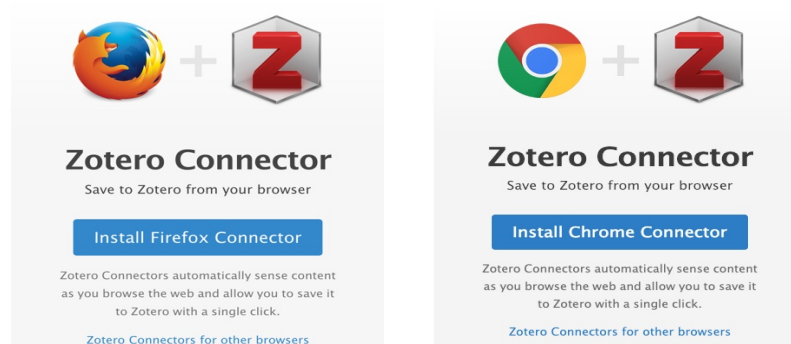 Z
Zotero Connector
Save to Zotero from your browser
Install Firefox Connector
Zotero Connectors automatically sense content
as you browse the web and allow you to save it
to Zotero with a single click.
Zotero Connectors for other browsers
Z
Zotero Connector
Save to Zotero from your browser
Install Chrome Connector
Zotero Connectors automatically sense content
as you browse the web and allow you to save it
to Zotero with a single click.
Zotero Connectors for other browsers